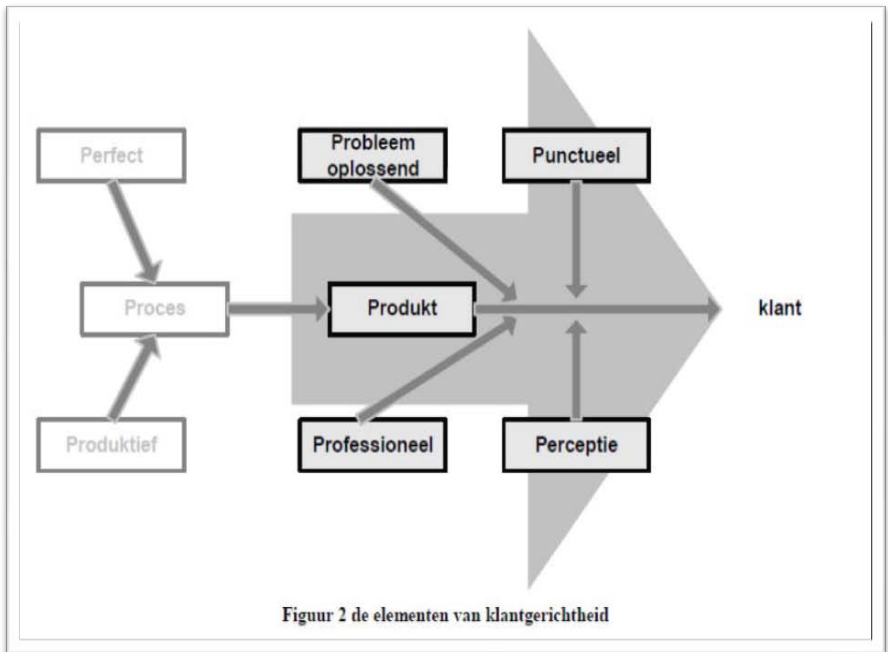 Perfect
Probleem
oplossend
Punctueel
Proces
Produkt
klant
Produktief
Professioneel
Perceptie
Figuur 2 de elementen van klantgerichtheid